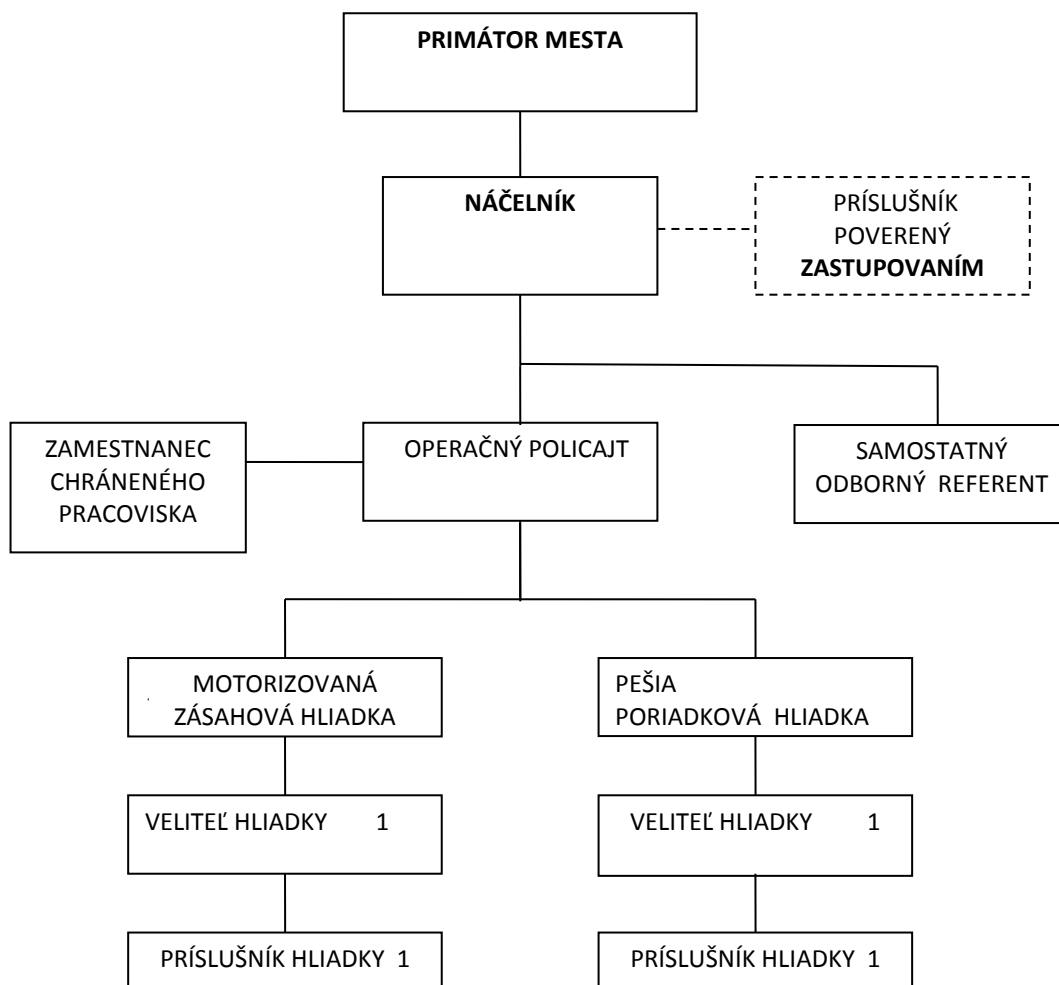 PRIMÁTOR MESTA
NÁČELNÍK
PRÍSLUŠNÍK
POVERENÝ
ZASTUPOVANÍM
ZAMESTNANEC
CHRÁNENÉHO
PRACOVISKA
OPERAČNÝ POLICAJT
SAMOSTATNÝ
ODBORNÝ REFERENT
MOTORIZOVANÁ
ZÁSAHOVÁ HLIADKA
PEŠIA
PORIADKOVÁ HLIADKA
VELITEĽ HLIADKY 1
VELITEĽ HLIADKY 1
PRÍSLUŠNÍK HLIADKY 1
PRÍSLUŠNÍK HLIADKY 1